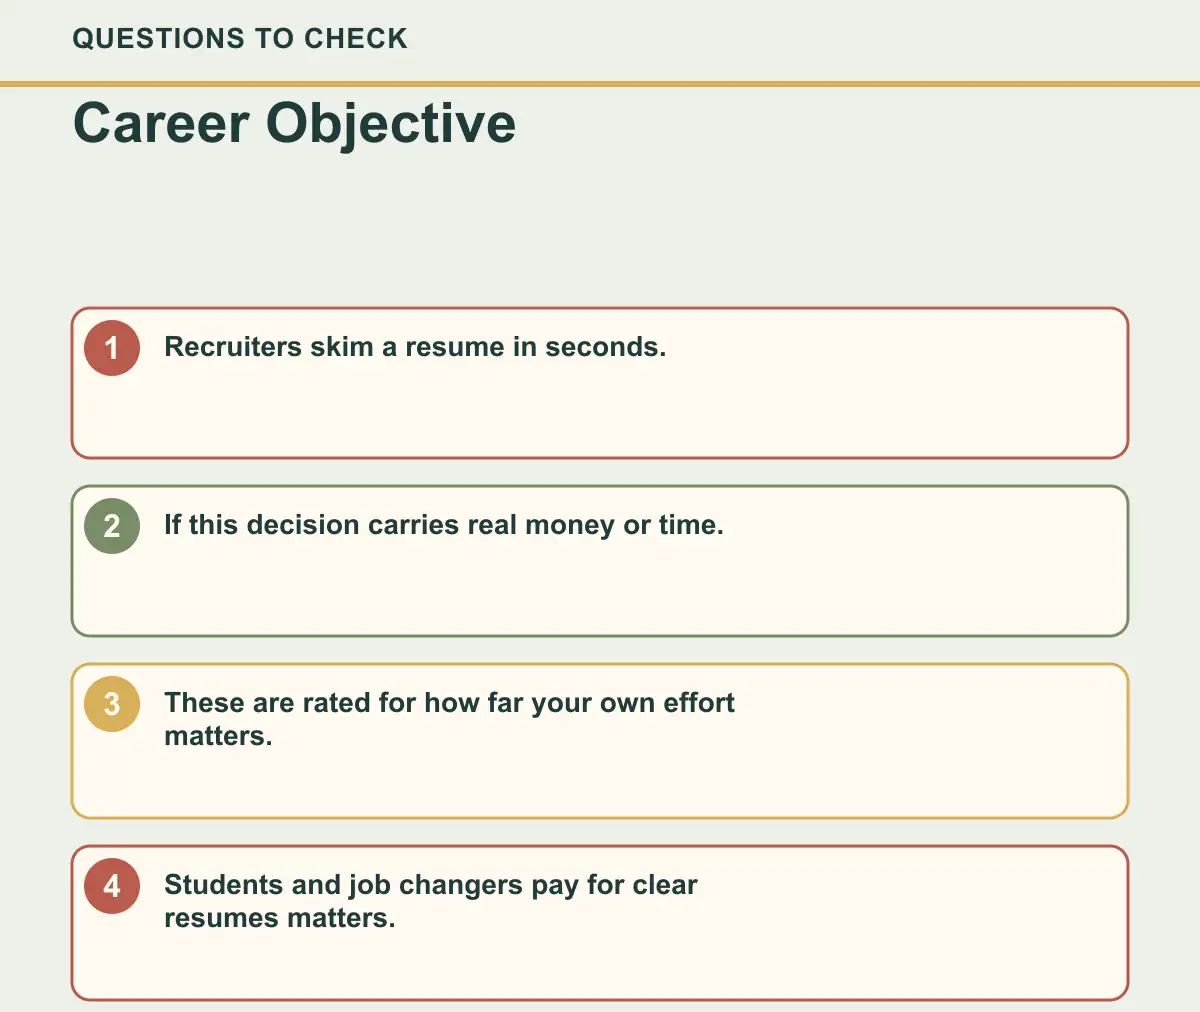 QUESTIONS TO CHECK
Career Objective
1
Recruiters skim a resume in seconds.
2
If this decision carries real money or time.
3
These are rated for how far your own effort
matters.
4
Students and job changers pay for clear
resumes matters.